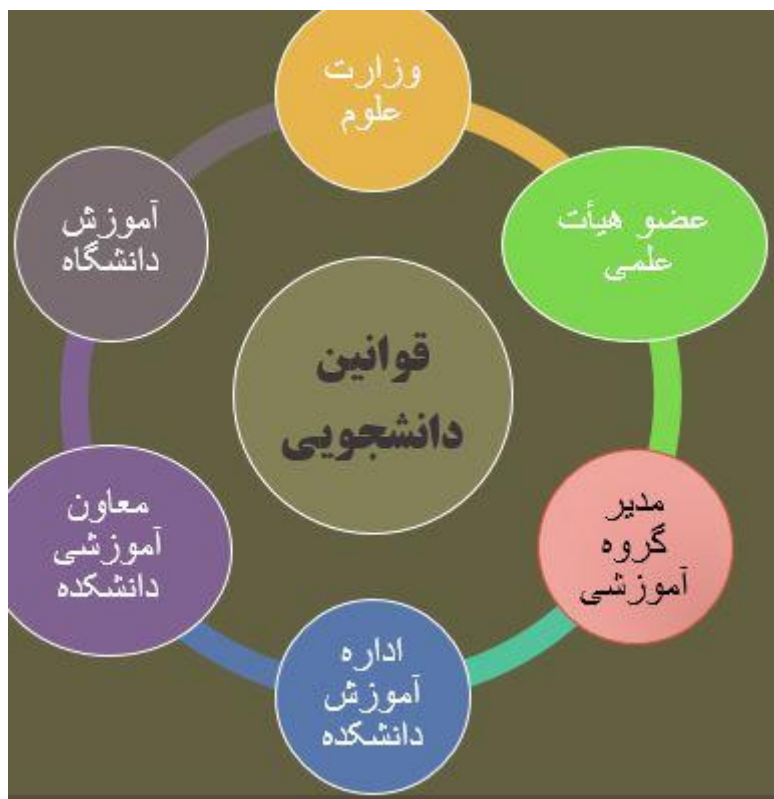 وزارت
علوم
عضو هیأت
علمی
مدیر
گروه
آموزشی
اداره
آموزش
دانشکده
معاون
آموزشی
دانشکده
آموزش
دانشگاه
قوانین
دانشجویی